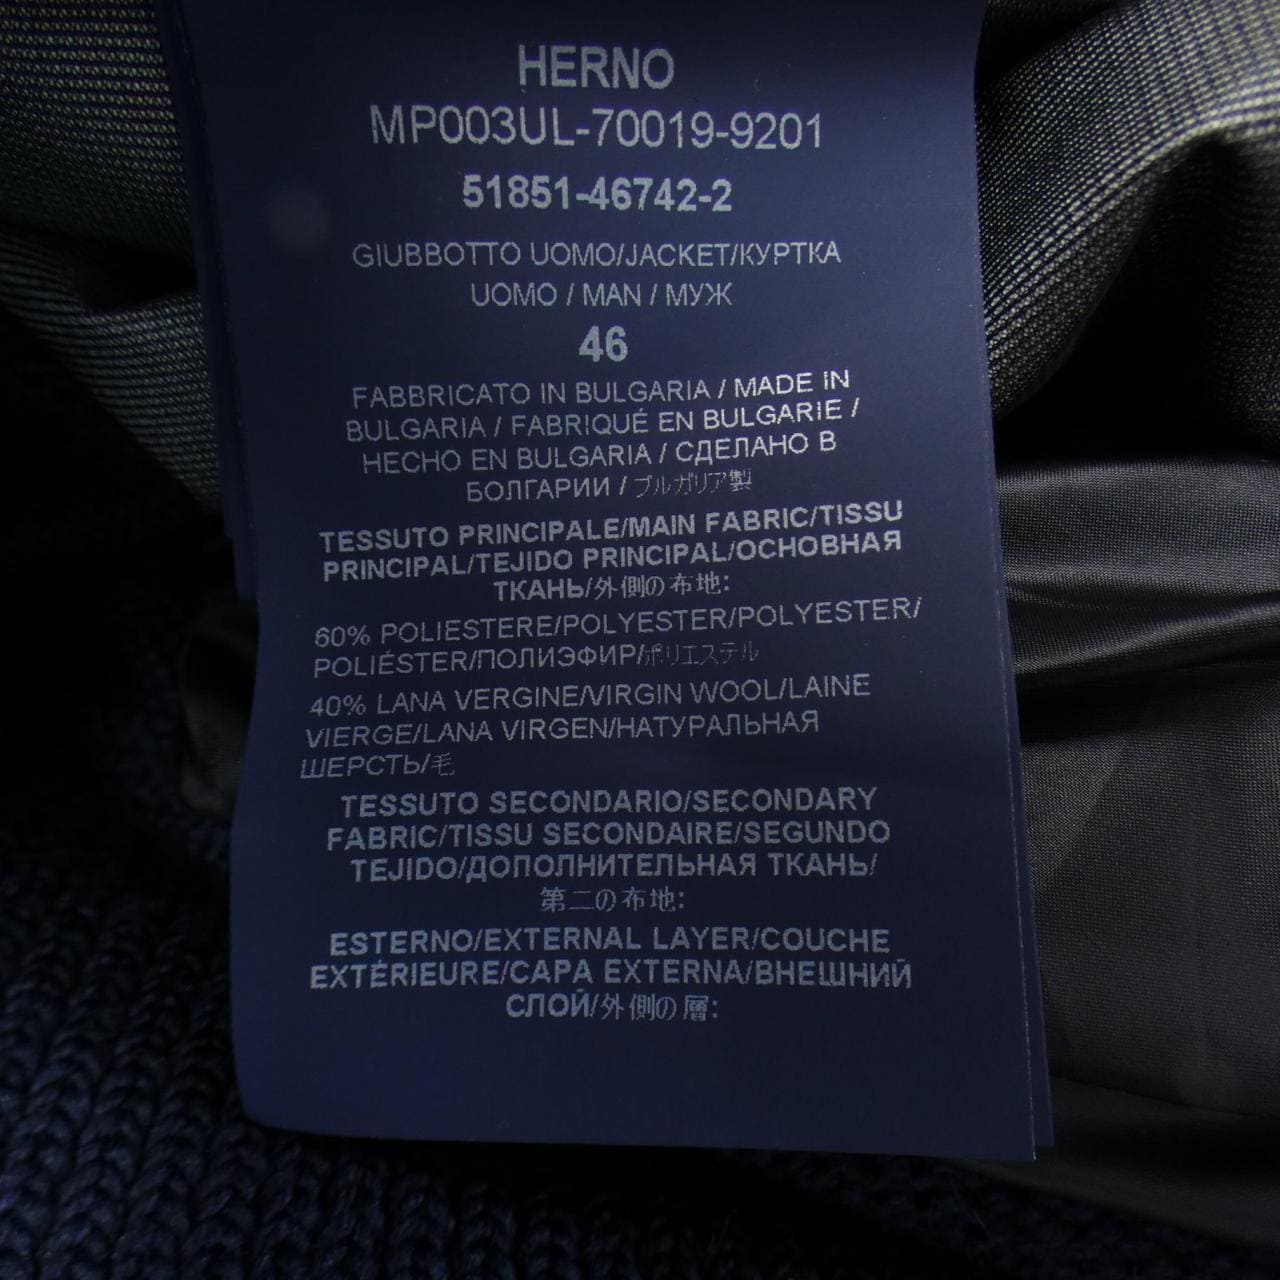 HERNO
MP003UL-70019-9201
51851-46742-2
GIUBBOTTO UOMO/JACKET/КУРТКА
UOMO / MAN / МУЖ
46
FABBRICATO IN BULGARIA / MADE IN
BULGARIA / FABRIQUÉ EN BULGARIE /
HECHO EN BULGARIA / СДЕЛАНО В
БОЛГАРИИ / ブルガリア製
TESSUTO PRINCIPALE/MAIN FABRIC/TISSU
PRINCIPAL/TEJIDO PRINCIPAL/ОСНОВНАЯ
ТКАНЬ/外側の布地:
60% POLIESTERE/POLYESTER/POLYESTER/
POLIÉSTER/ПОЛИЭФИР/ポリエステル
40% LANA VERGINE/VIRGIN WOOL/LAINE
VIERGE/LANA VIRGEN/НАТУРАЛЬНАЯ
ШЕРСТЬ/毛
TESSUTO SECONDARIO/SECONDARY
FABRIC/TISSU SECONDAIRE/SEGUNDO
TEJIDO/ДОПОЛНИТЕЛЬНАЯ ТКАНЬ/
第二の布地:
ESTERNO/EXTERNAL LAYER/COUCHE
EXTÉRIEURE/CAPA EXTERNA/ВНЕШНИЙ
СЛОЙ/外側の層: